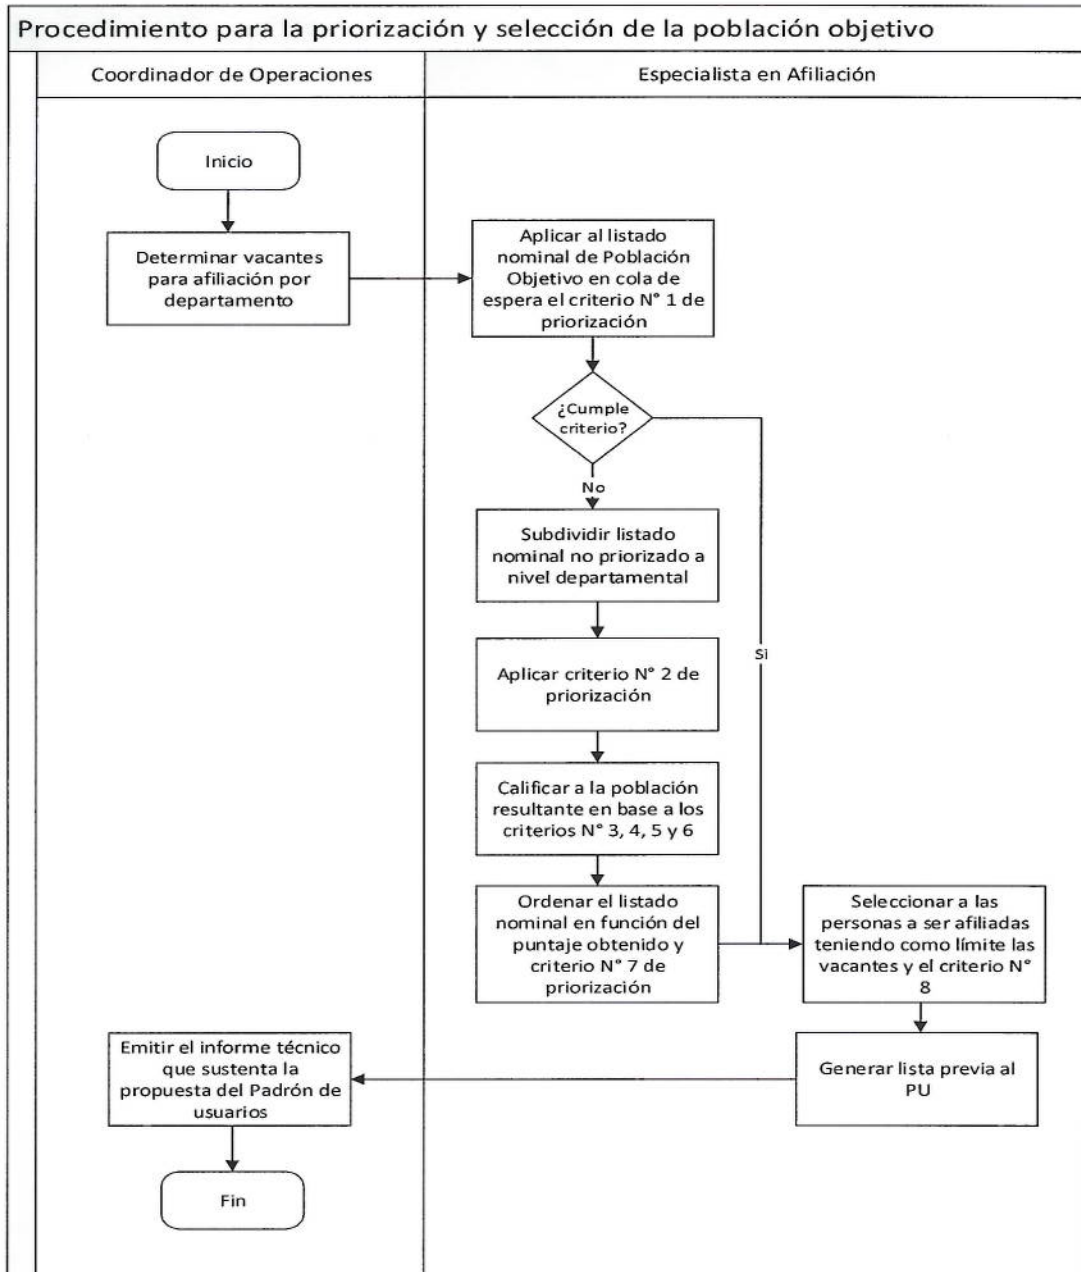 Procedimiento para la priorización y selección de la población objetivo
Coordinador de Operaciones
Especialista en Afiliación
Inicio
Determinar vacantes
para afiliación por
departamento
Aplicar al listado
nominal de Población
Objetivo en cola de
espera el criterio N° 1 de
priorización
¿Cumple
criterio?
No
Subdividir listado
nominal no priorizado a
nivel departamental
Si
Aplicar criterio N° 2 de
priorización
Calificar a la población
resultante en base a los
criterios N° 3, 4, 5 y 6
Ordenar el listado
nominal en función del
puntaje obtenido y
criterio N° 7 de
priorización
Seleccionar a las
personas a ser afiliadas
teniendo como límite las
vacantes y el criterio N°
8
Generar lista previa al
PU
Emitir el informe técnico
que sustenta la
propuesta del Padrón de
usuarios
Fin